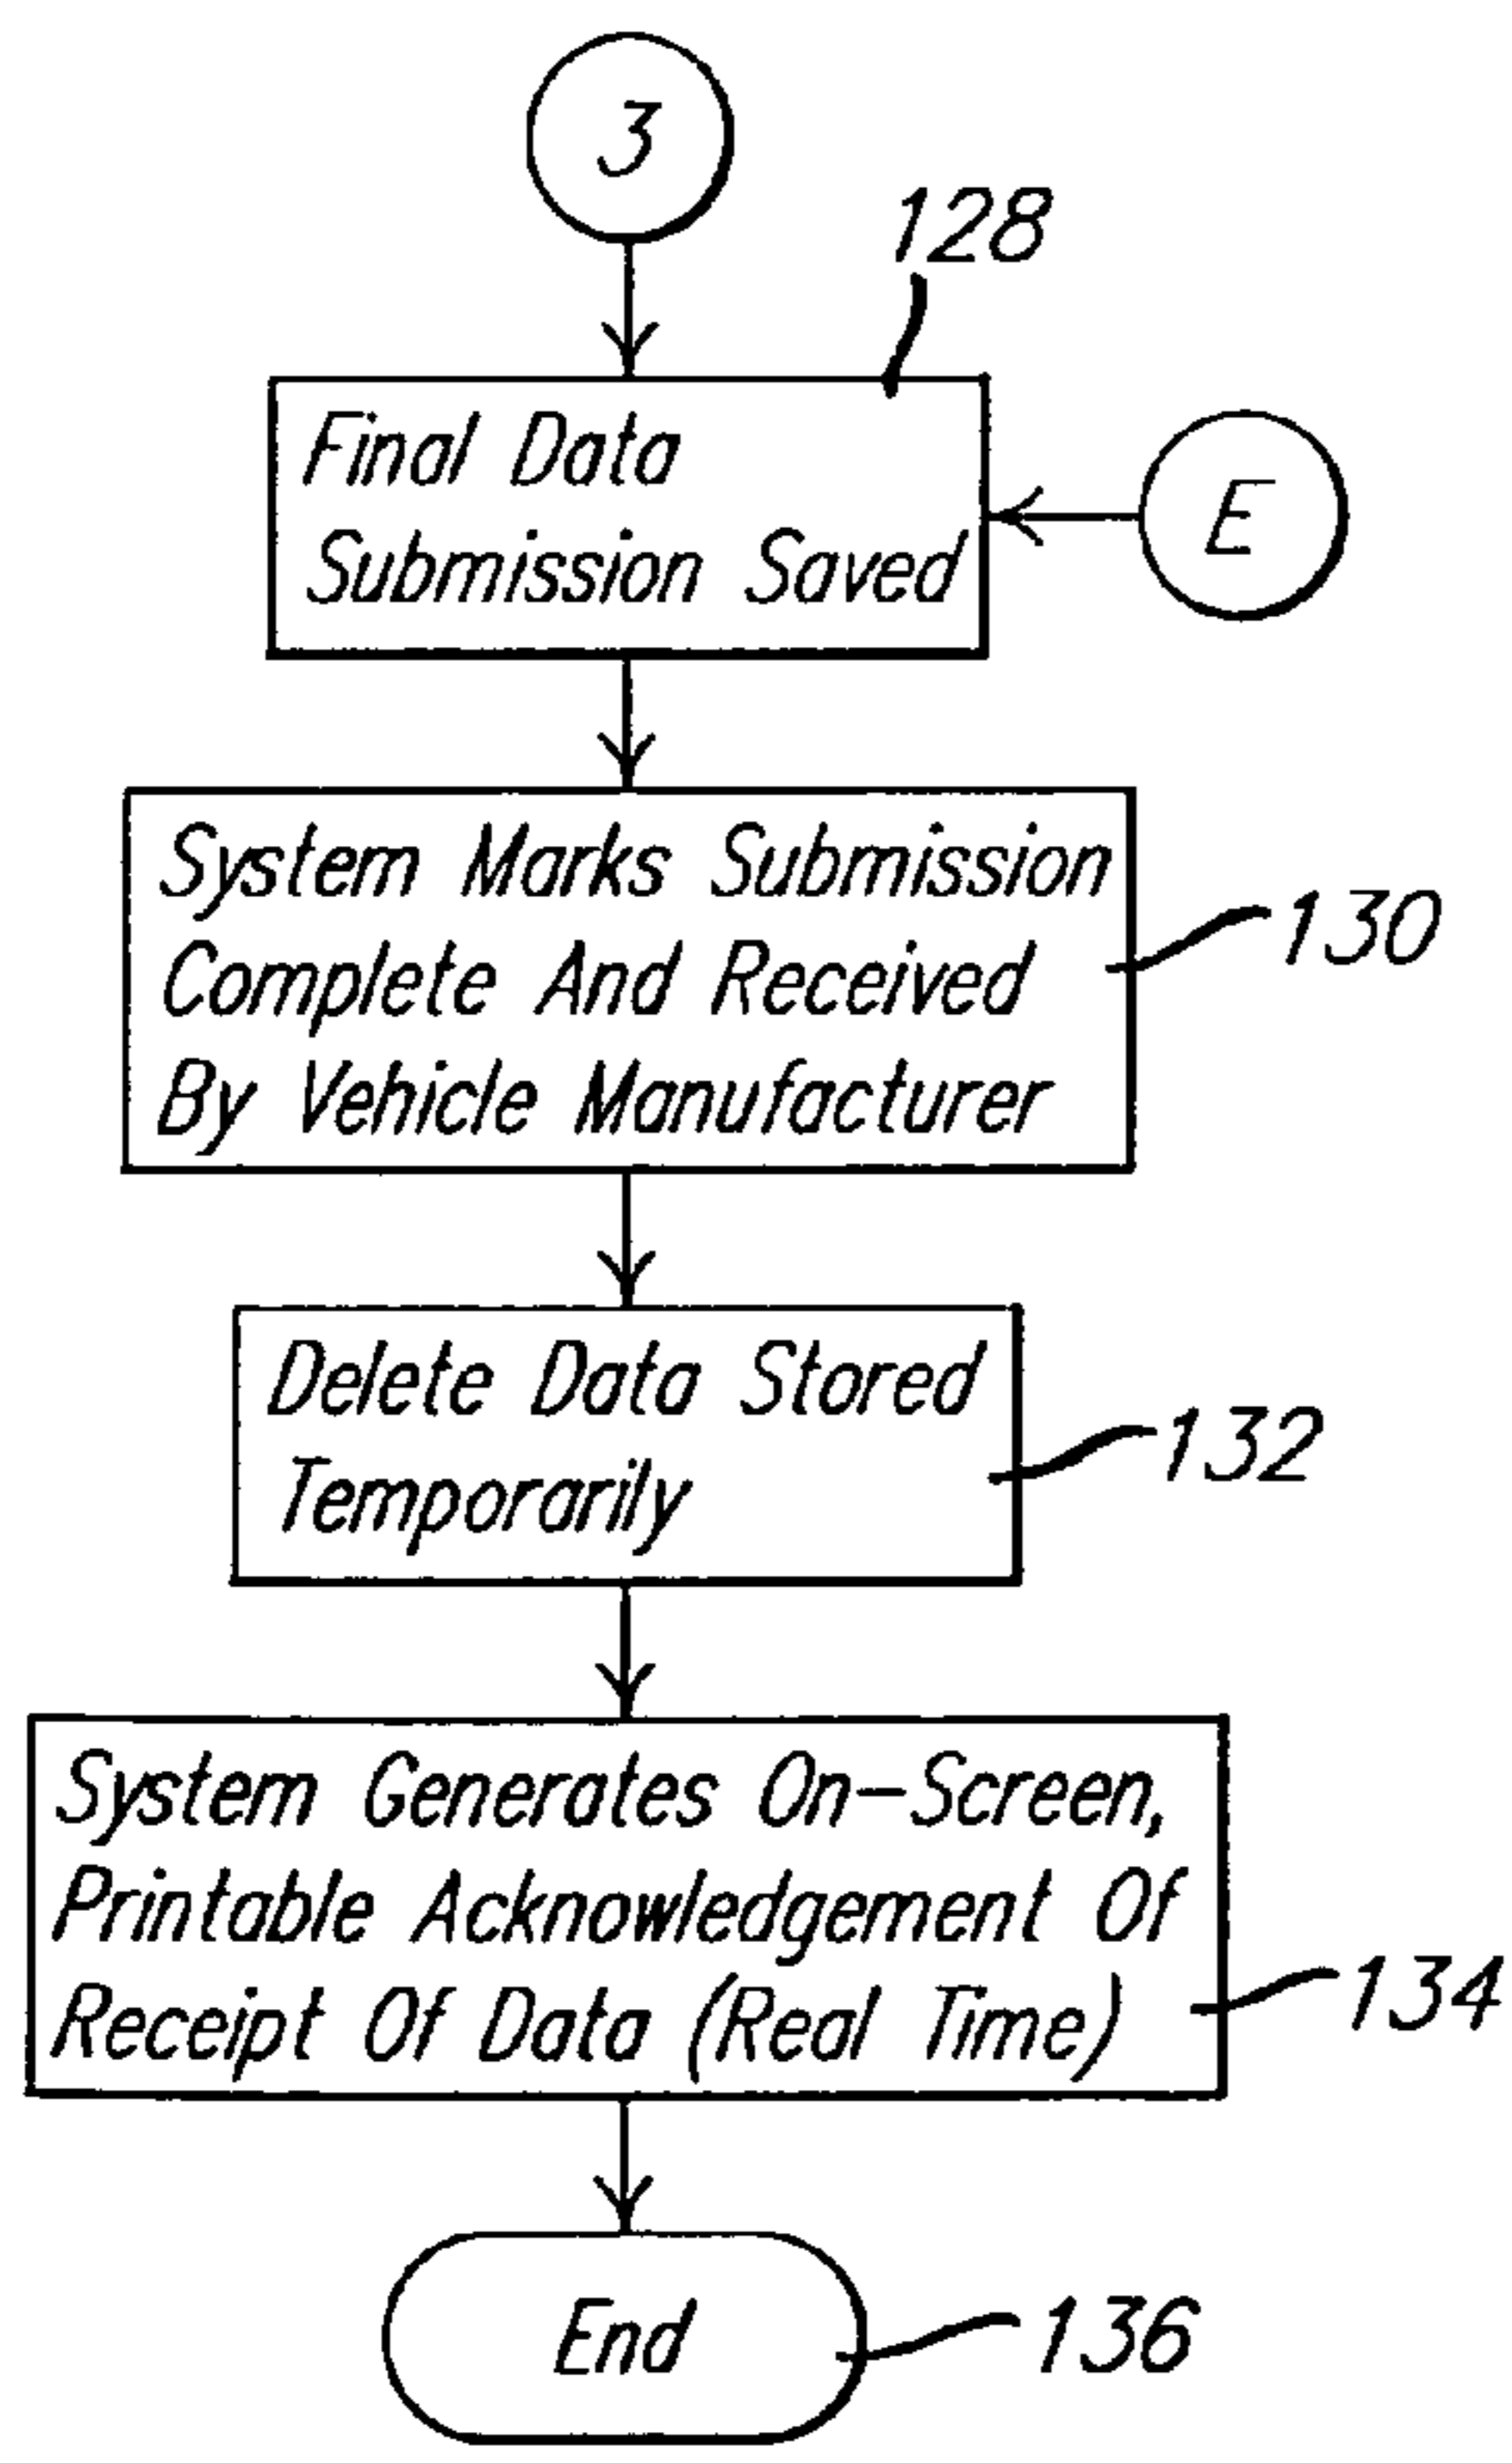 3
128
Final Data
Submission Saved
E
System Marks Submission
Complete And Received
By Vehicle Manufacturer
130
Delete Data Stored
Temporarily
132
System Generates On-Screen,
Printable Acknowledgement Of
Receipt Of Data (Real Time)
134
End
136